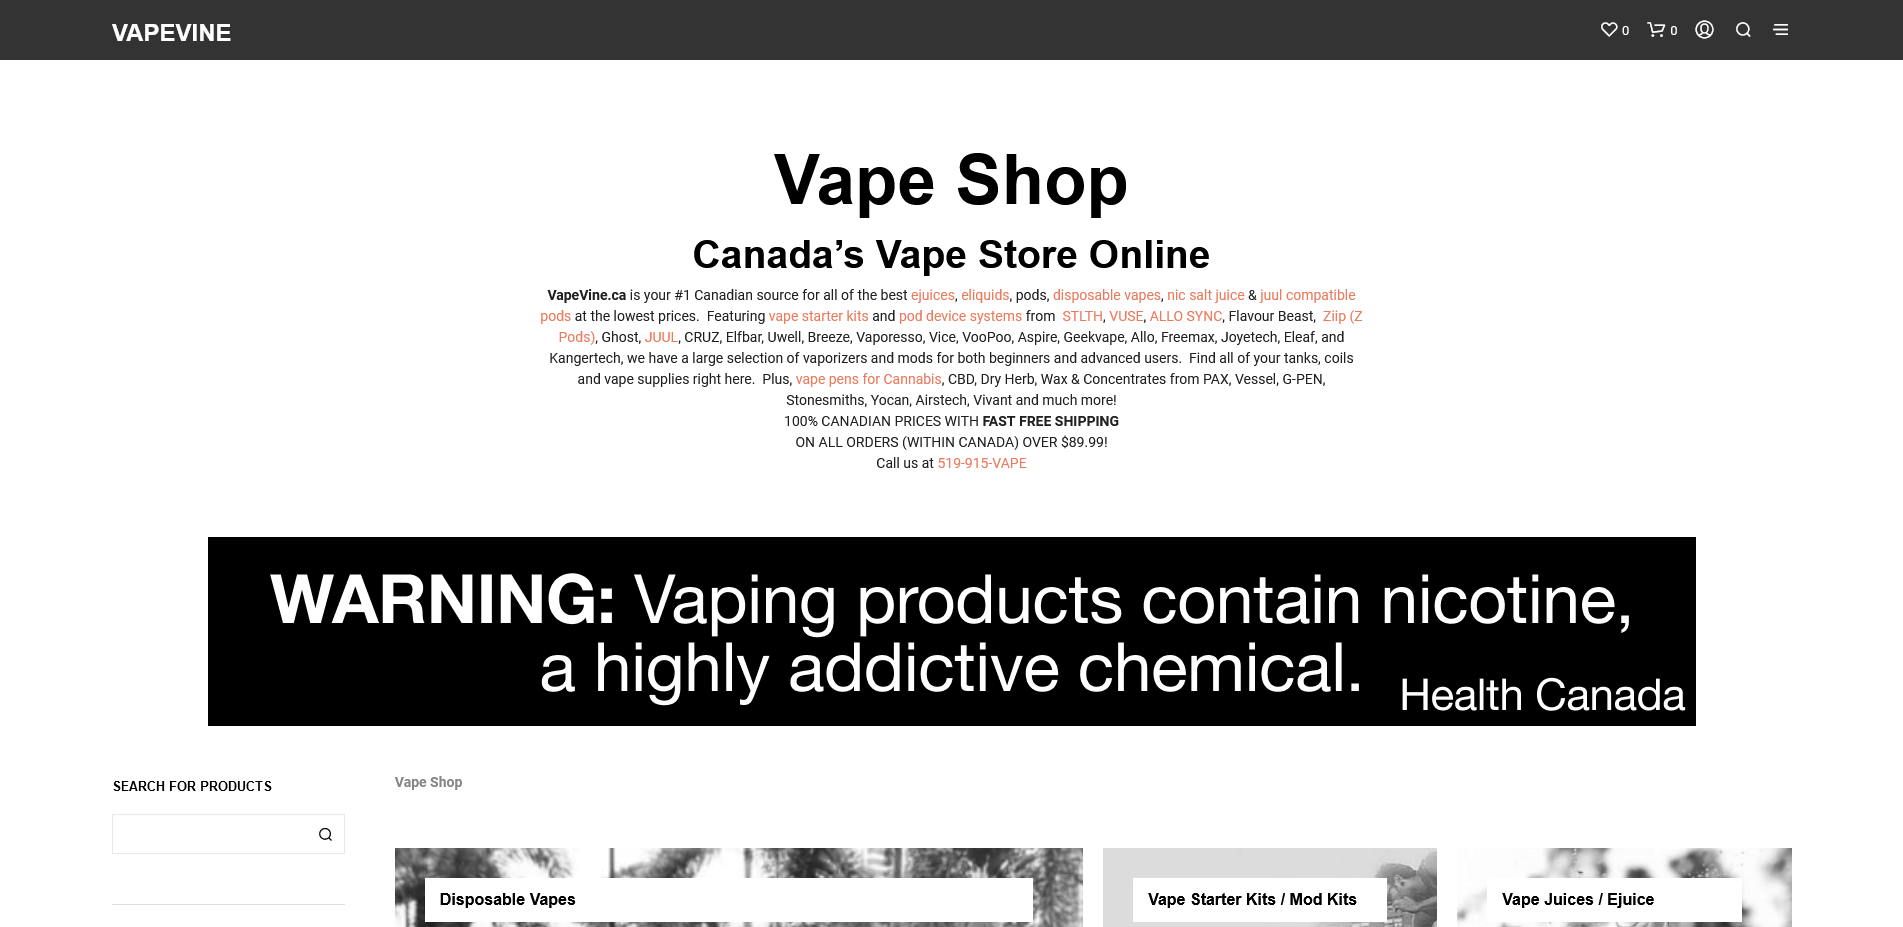 VAPEVINE
0
0
Vape Shop
Canada’s Vape Store Online
VapeVine.ca is your #1 Canadian source for all of the best ejuices, eliquids, pods, disposable vapes, nic salt juice & juul compatible
pods at the lowest prices.  Featuring vape starter kits and pod device systems from  STLTH, VUSE, ALLO SYNC, Flavour Beast,  Ziip (Z
Pods), Ghost, JUUL, CRUZ, Elfbar, Uwell, Breeze, Vaporesso, Vice, VooPoo, Aspire, Geekvape, Allo, Freemax, Joyetech, Eleaf, and
Kangertech, we have a large selection of vaporizers and mods for both beginners and advanced users.  Find all of your tanks, coils
and vape supplies right here.  Plus, vape pens for Cannabis, CBD, Dry Herb, Wax & Concentrates from PAX, Vessel, G-PEN,
Stonesmiths, Yocan, Airstech, Vivant and much more!
100% CANADIAN PRICES WITH FAST FREE SHIPPING
ON ALL ORDERS (WITHIN CANADA) OVER $89.99!
Call us at 519-915-VAPE
WARNING: Vaping products contain nicotine,
a highly addictive chemical.
Health Canada
SEARCH FOR PRODUCTS
Vape Shop
Disposable Vapes
Vape Starter Kits / Mod Kits
Vape Juices / Ejuice